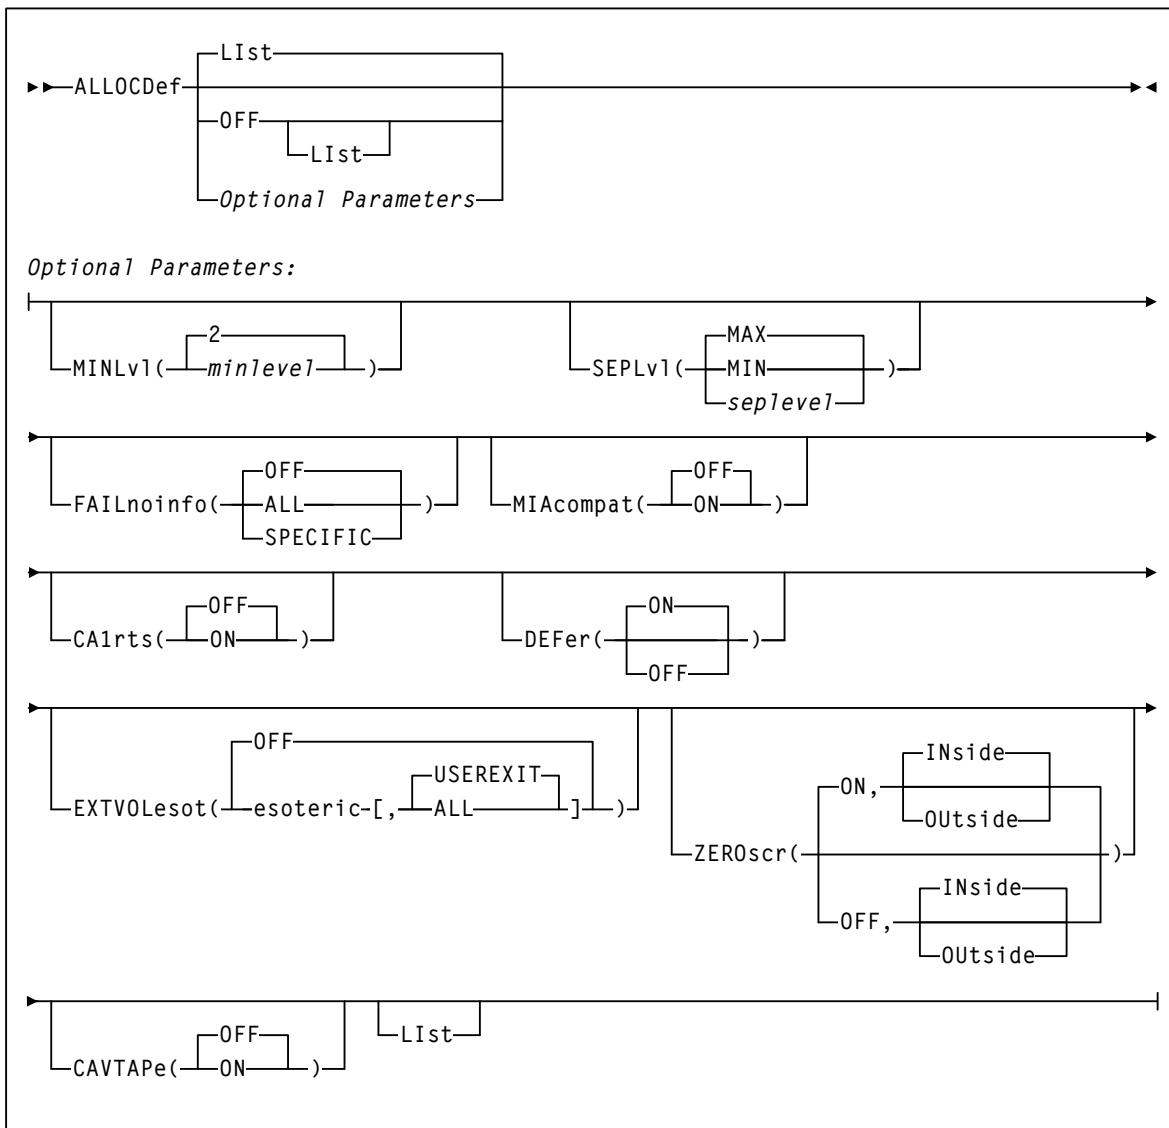 LIst
ALLOCDef
OFF
LIst
Optional Parameters
Optional Parameters:
2
MAX
MINLvl( minlevel )
SEPLvl( MIN )
seplevel
OFF
OFF
FAILnoinfo( ALL )
MIAcompat( ON )
SPECIFIC
OFF
ON
CA1rts( ON )
DEFer( )
OFF
OFF
INside
USEREXIT
ON,
EXTVOLesot( esoteric [, ALL ] )
OUtside
ZEROscr( )
INside
OFF,
OUtside
OFF
LIst
CAVTAPe( ON )